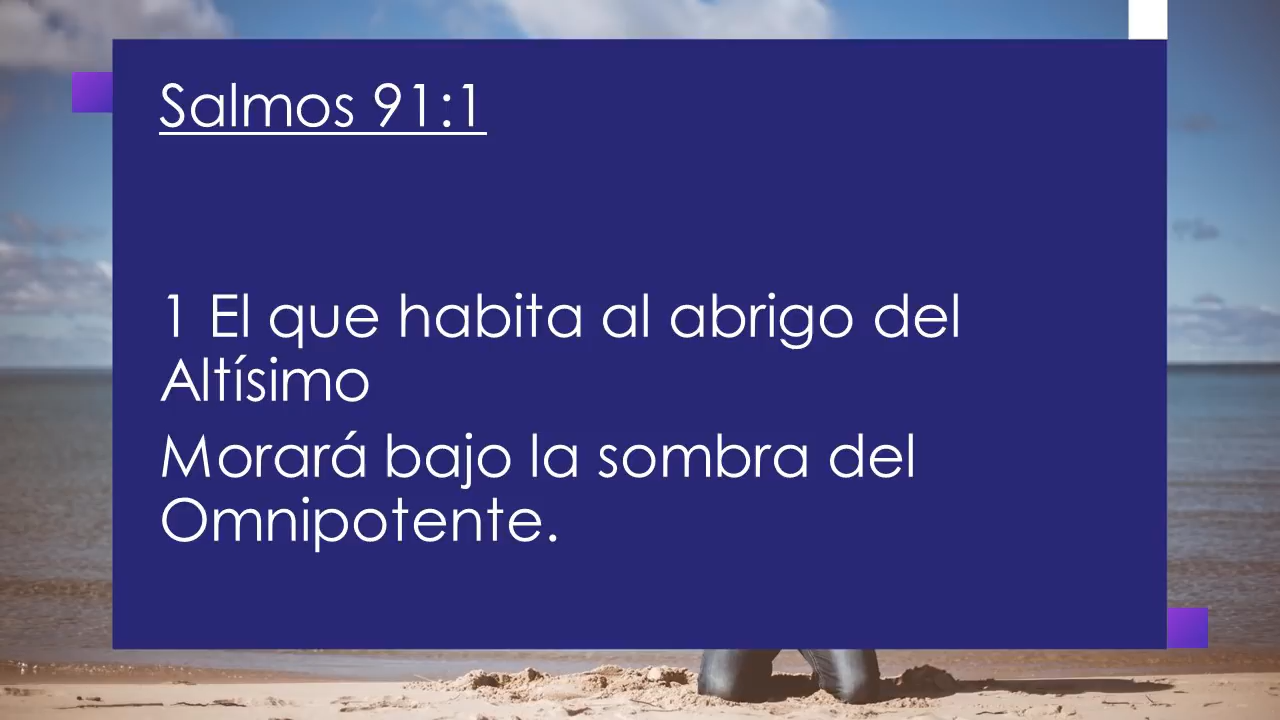 Salmos 91:1
1 El que habita al abrigo del
Altísimo
Morará bajo la sombra del
Omnipotente.